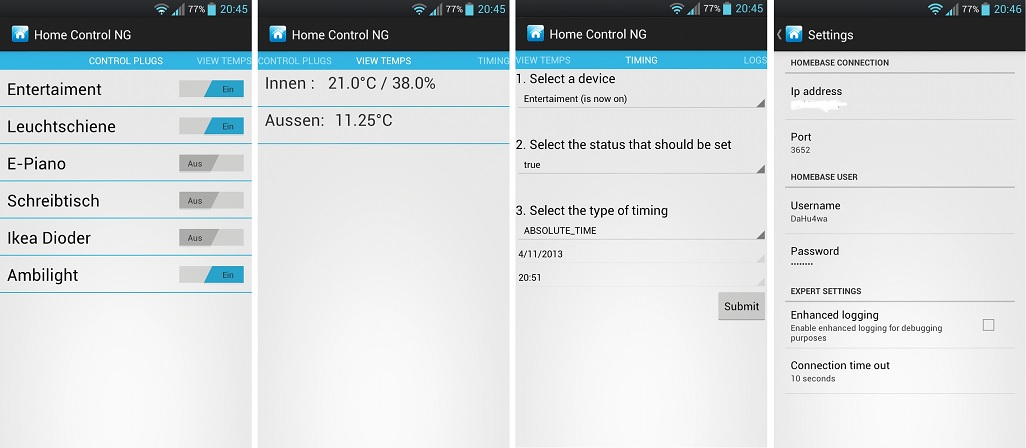 77% 20:45
Home Control NG
CONTROL PLUGS VIEW TEMPS
Entertaiment Ein
Leuchtschiene Ein
E-Piano Aus
Schreibtisch Aus
Ikea Dioder Aus
Ambilight Ein
77% 20:45
Home Control NG
CONTROL PLUGS VIEW TEMPS TIMING
Innen : 21.0°C / 38.0%
Aussen: 11.25°C
77% 20:45
Home Control NG
VIEW TEMPS TIMING LOGS
1. Select a device
Entertaiment (is now on)
2. Select the status that should be set
true
3. Select the type of timing
ABSOLUTE_TIME
4/11/2013
20:51
Submit
77% 20:46
Settings
HOMEBASE CONNECTION
Ip address
Port
3652
HOMEBASE USER
Username
DaHu4wa
Password
........
EXPERT SETTINGS
Enhanced logging
Enable enhanced logging for debugging
purposes
Connection time out
10 seconds